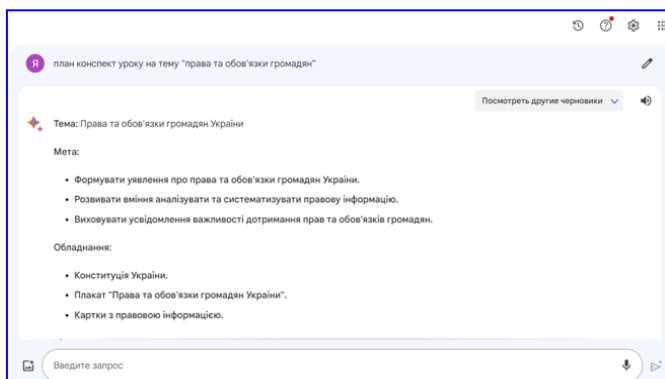 Я
план конспект уроку на тему "права та обов'язки громадян"
Посмотреть другие черновики
Тема: Права та обов'язки громадян України
Мета:
• Формувати уявлення про права та обов'язки громадян України.
• Розвивати вміння аналізувати та систематизувати правову інформацію.
• Виховувати усвідомлення важливості дотримання прав та обов'язків громадян.
Обладнання:
• Конституція України.
• Плакат "Права та обов'язки громадян України".
• Картки з правовою інформацією.
Введите запрос